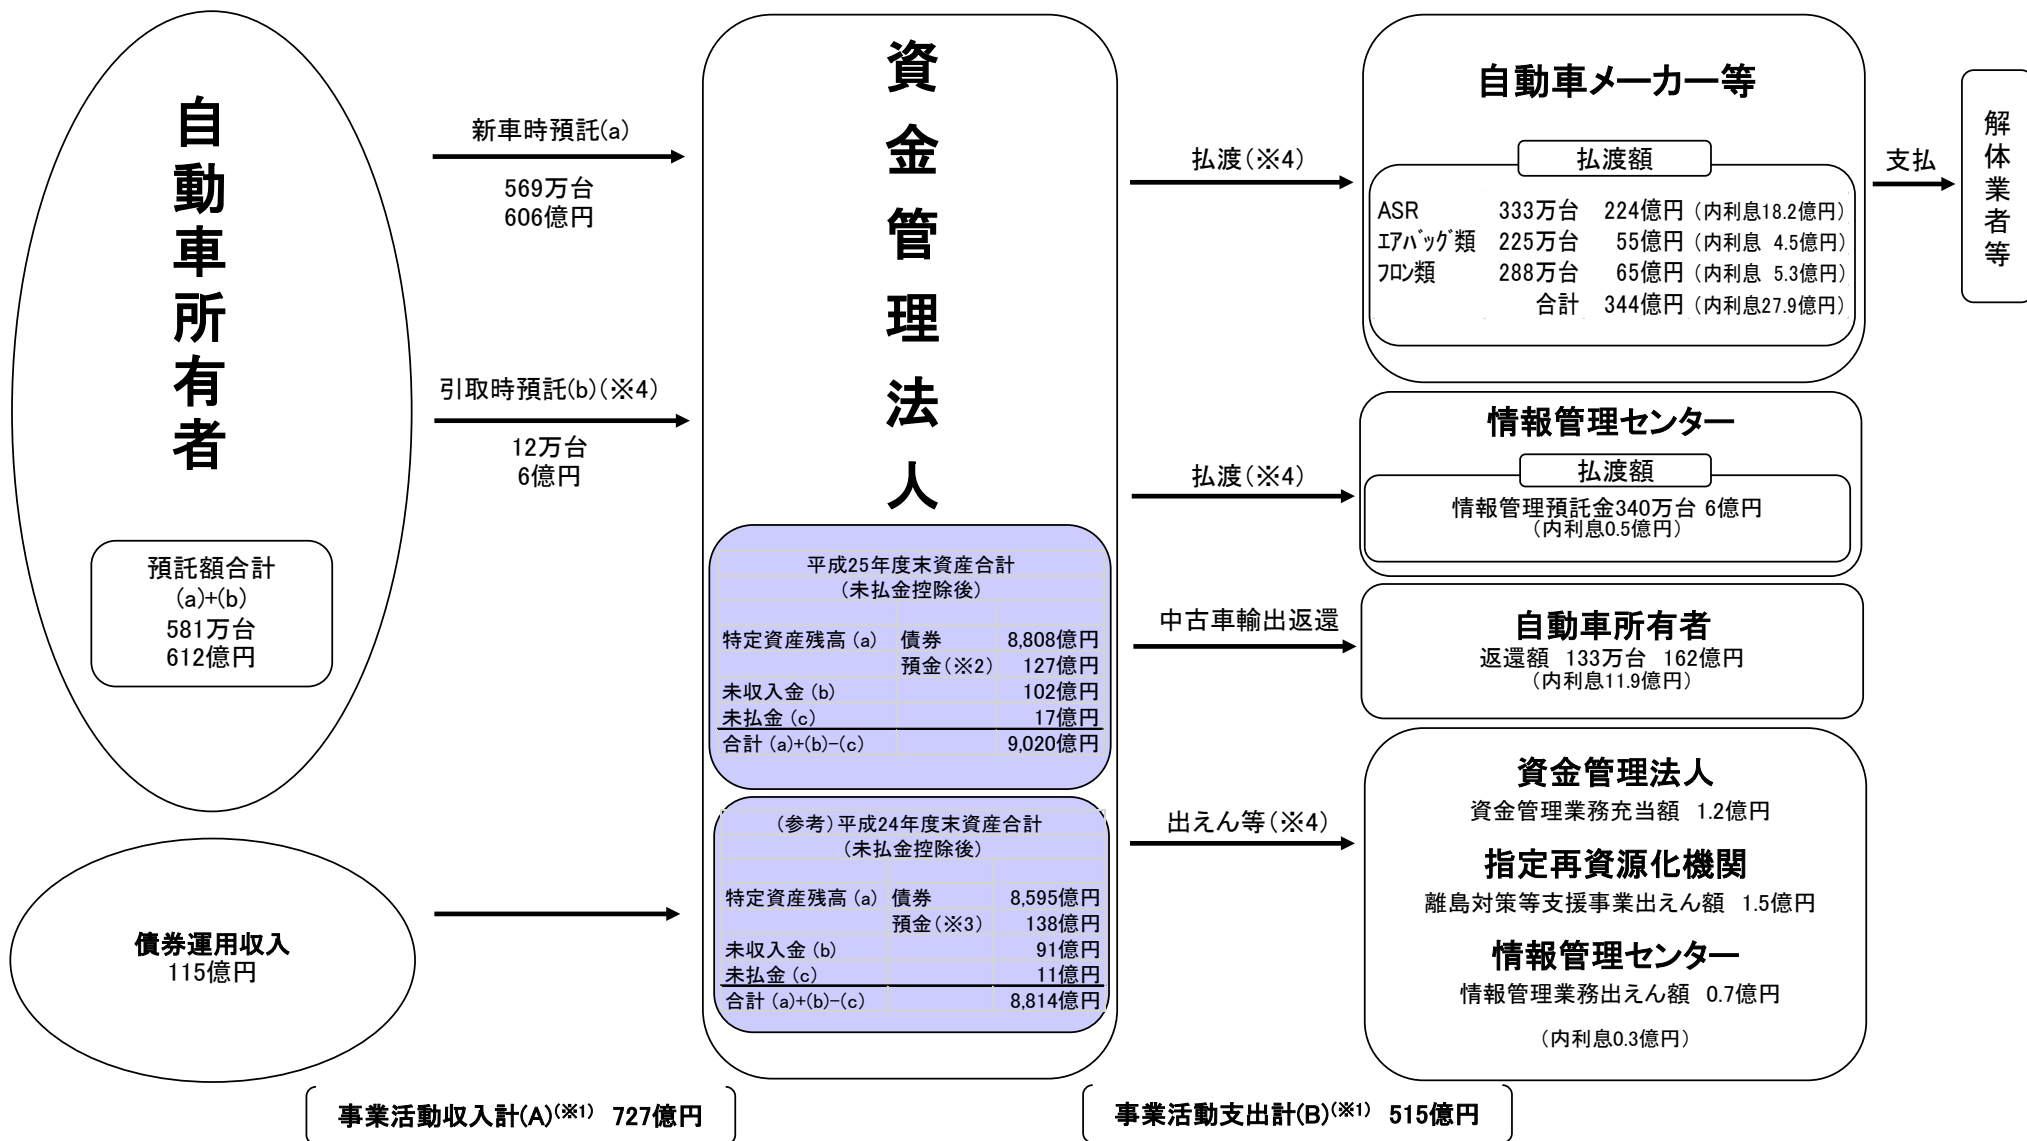 自動車所有者
預託額合計
(a)+(b)
581万台
612億円
債券運用収入
115億円
新車時預託(a)
569万台
606億円
引取時預託(b)(※4)
12万台
6億円
資金管理法人
平成25年度末資産合計
(未払金控除後)
特定資産残高 (a) 債券 8,808億円
預金(※2) 127億円
未収入金 (b) 102億円
未払金 (c) 17億円
合計 (a)+(b)-(c) 9,020億円
(参考)平成24年度末資産合計
(未払金控除後)
特定資産残高 (a) 債券 8,595億円
預金(※3) 138億円
未収入金 (b) 91億円
未払金 (c) 11億円
合計 (a)+(b)-(c) 8,814億円
払渡(※4)
自動車メーカー等
払渡額
ASR 333万台 224億円 (内利息18.2億円)
エアバッグ類 225万台 55億円 (内利息 4.5億円)
フロン類 288万台 65億円 (内利息 5.3億円)
合計 344億円 (内利息27.9億円)
支払
解体業者等
払渡(※4)
情報管理センター
払渡額
情報管理預託金340万台 6億円
(内利息0.5億円)
中古車輸出返還
自動車所有者
返還額 133万台 162億円
(内利息11.9億円)
出えん等(※4)
資金管理法人
資金管理業務充当額 1.2億円
指定再資源化機関
離島対策等支援事業出えん額 1.5億円
情報管理センター
情報管理業務出えん額 0.7億円
(内利息0.3億円)
事業活動収入計(A)(※1) 727億円
事業活動支出計(B)(※1) 515億円